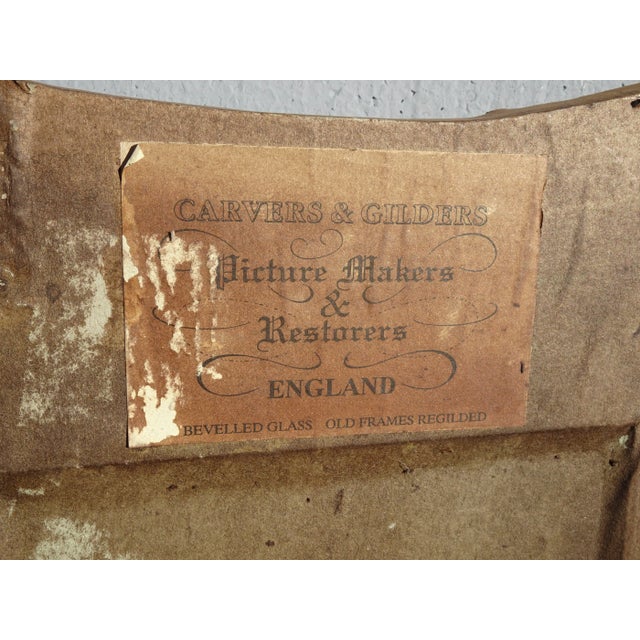 CARVERS & GILDERS
Picture Makers
&
Restorers
ENGLAND
BEVELLED GLASS OLD FRAMES REGILDED